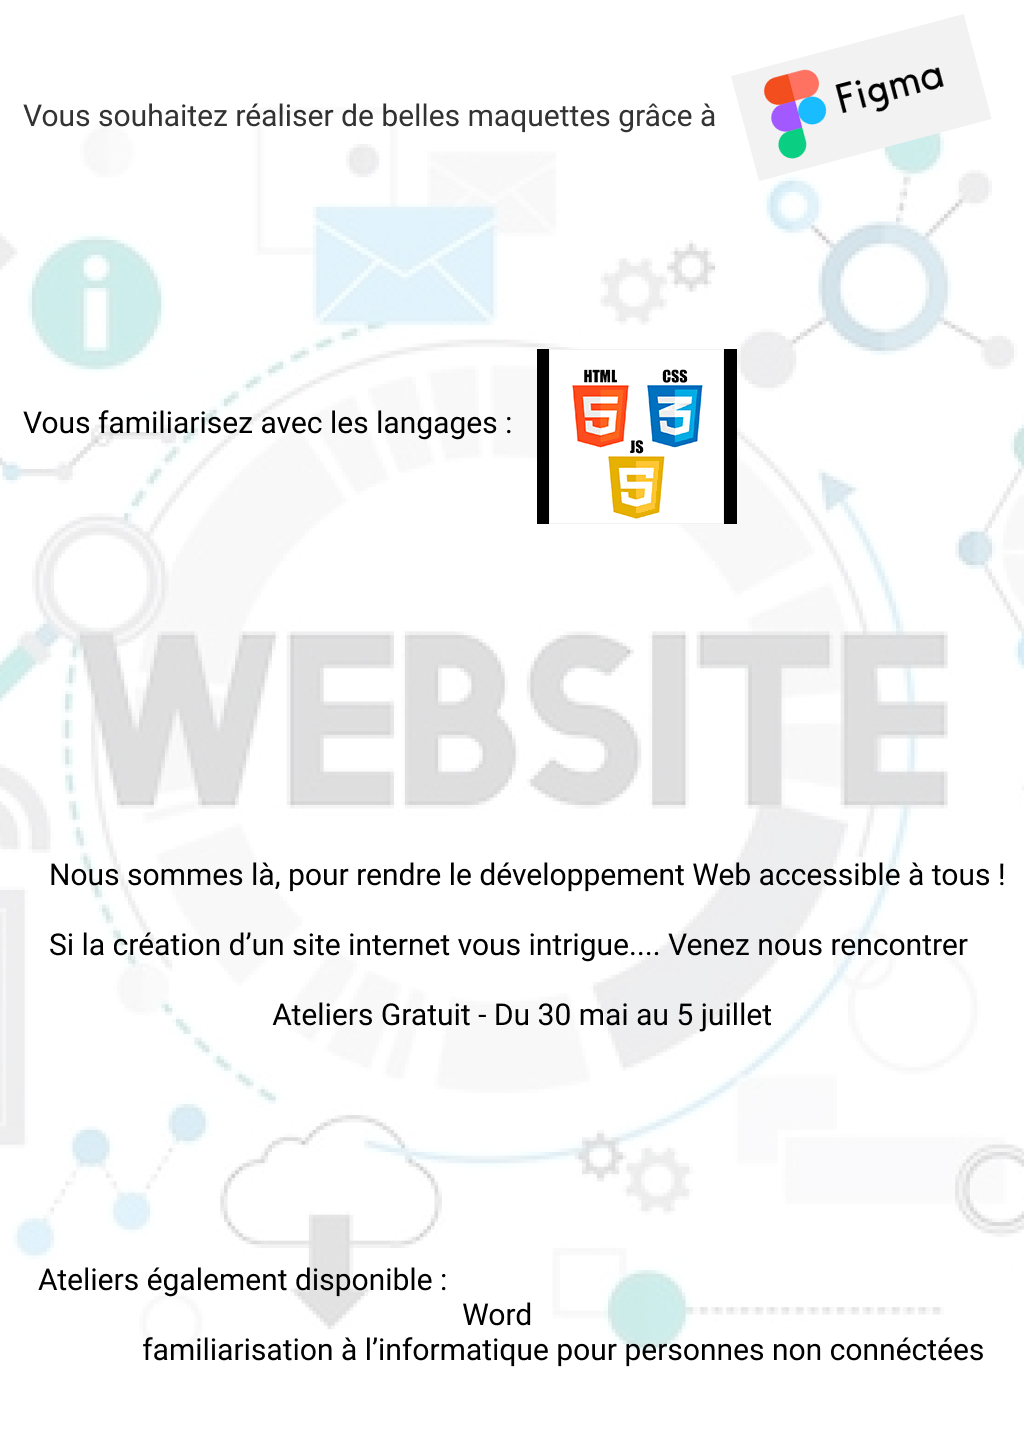 Vous souhaitez réaliser de belles maquettes grâce à
Figma
Vous familiarisez avec les langages :
HTML
CSS
5
3
JS
5
WEBSITE
Nous sommes là, pour rendre le développement Web accessible à tous !
Si la création d’un site internet vous intrigue.... Venez nous rencontrer
Ateliers Gratuit - Du 30 mai au 5 juillet
Ateliers également disponible :
Word
familiarisation à l’informatique pour personnes non connéctées